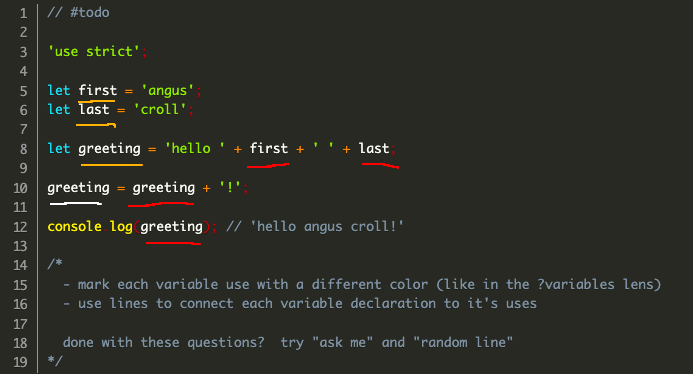 1 // #todo
2
3 'use strict';
4
5 let first = 'angus';
6 let last = 'croll';
7
8 let greeting = 'hello ' + first + ' ' + last;
9
10 greeting = greeting + '!';
11
12 console log(greeting); // 'hello angus croll!'
13
14 /*
15 - mark each variable use with a different color (like in the ?variables lens)
16 - use lines to connect each variable declaration to it's uses
17
18 done with these questions?  try "ask me" and "random line"
19 */